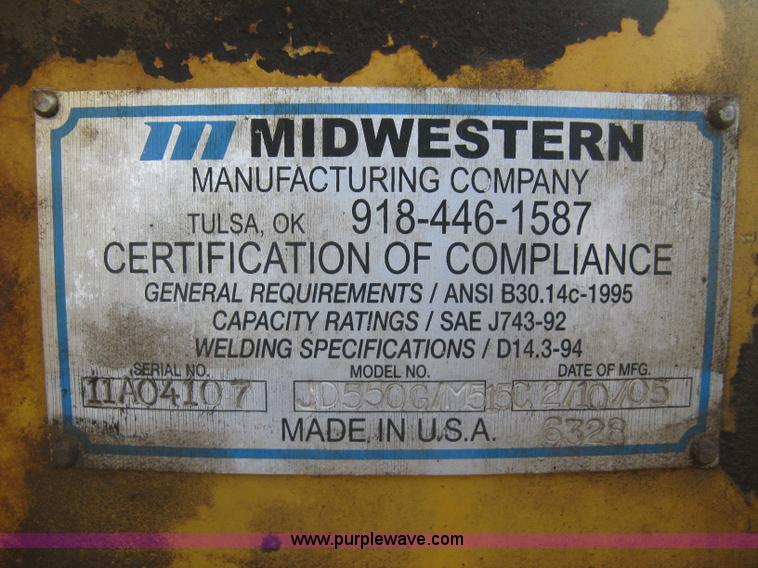 m MIDWESTERN
MANUFACTURING COMPANY
TULSA, OK 918-446-1587
CERTIFICATION OF COMPLIANCE
GENERAL REQUIREMENTS / ANSI B30.14c-1995
CAPACITY RATINGS / SAE J743-92
WELDING SPECIFICATIONS / D14.3-94
SERIAL NO. MODEL NO. DATE OF MFG.
11A04107 JD550G/M515C 2/10/05
MADE IN U.S.A. 6328
www.purplewave.com